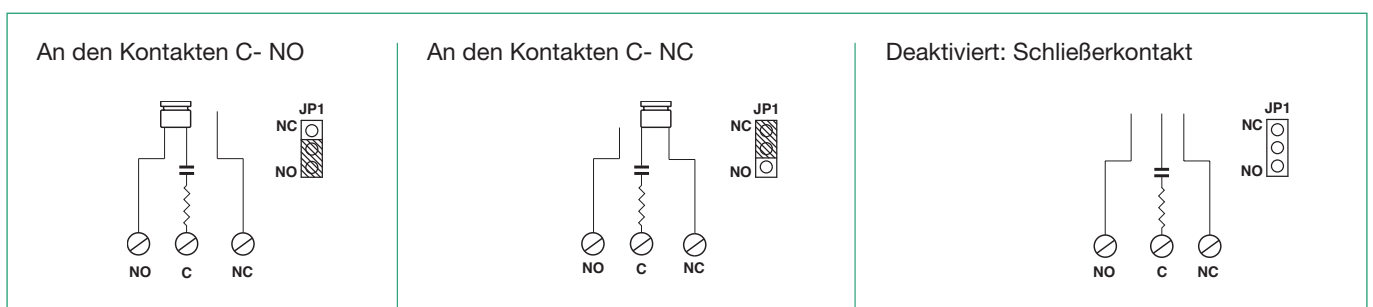 An den Kontakten C- NO
JP1
NC
NO
NO C NC
An den Kontakten C- NC
JP1
NC
NO
NO C NC
Deaktiviert: Schließerkontakt
JP1
NC
NO
NO C NC